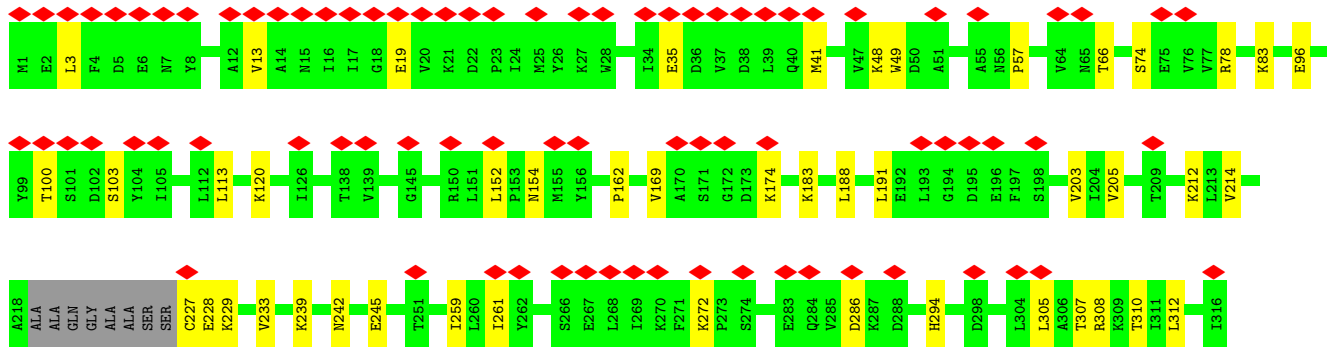 M1 E2 L3 F4 D5 E6 N7 Y8 A12 V13 A14 N15 I16 I17 G18 E19 V20 K21 D22 P23 I24 M25 Y26 K27 W28 I34 E35 D36 V37 D38 L39 Q40 M41 V47 K48 W49 D50 A51 A55 N56 P57 V64 N65 T66 S74 E75 V76 V77 R78 K83 E96
Y99 T100 S101 D102 S103 Y104 I105 L112 L113 K120 I126 T138 V139 G145 R150 L151 L152 P153 N154 M155 Y156 P162 V169 A170 S171 G172 D173 K174 K183 L188 L191 E192 L193 G194 D195 E196 F197 S198 V203 I204 V205 T209 K212 L213 V214
A218 ALA ALA GLN GLY ALA ALA SER SER C227 E228 K229 V233 K239 N242 E245 T251 I259 L260 I261 Y262 S266 E267 L268 I269 K270 F271 K272 P273 S274 E283 Q284 V285 D286 K287 D288 H294 D298 L304 L305 A306 T307 R308 K309 T310 I311 L312 I316